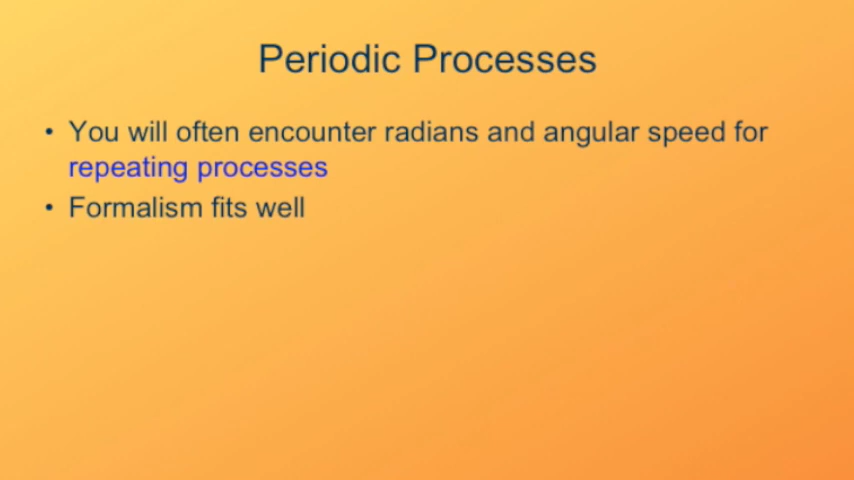 Periodic Processes
• You will often encounter radians and angular speed for
repeating processes
• Formalism fits well